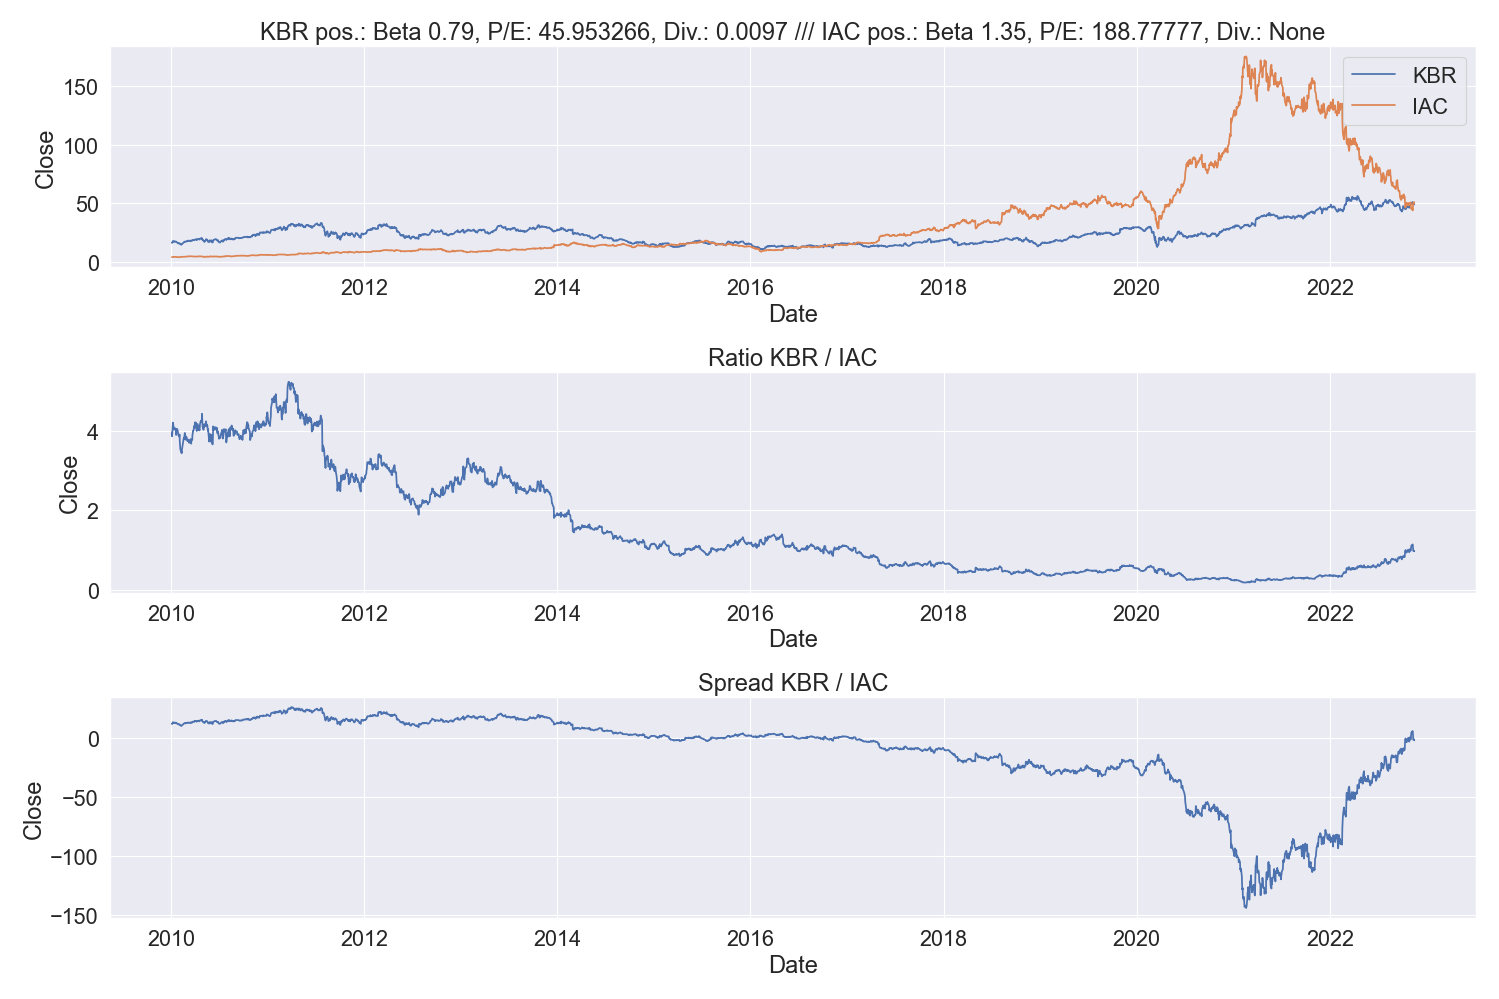 KBR pos.: Beta 0.79, P/E: 45.953266, Div.: 0.0097 /// IAC pos.: Beta 1.35, P/E: 188.77777, Div.: None
KBR
IAC
Close
150
100
50
0
2010 2012 2014 2016 2018 2020 2022
Date
Ratio KBR / IAC
Close
4
2
0
2010 2012 2014 2016 2018 2020 2022
Date
Spread KBR / IAC
Close
0
−50
−100
−150
2010 2012 2014 2016 2018 2020 2022
Date